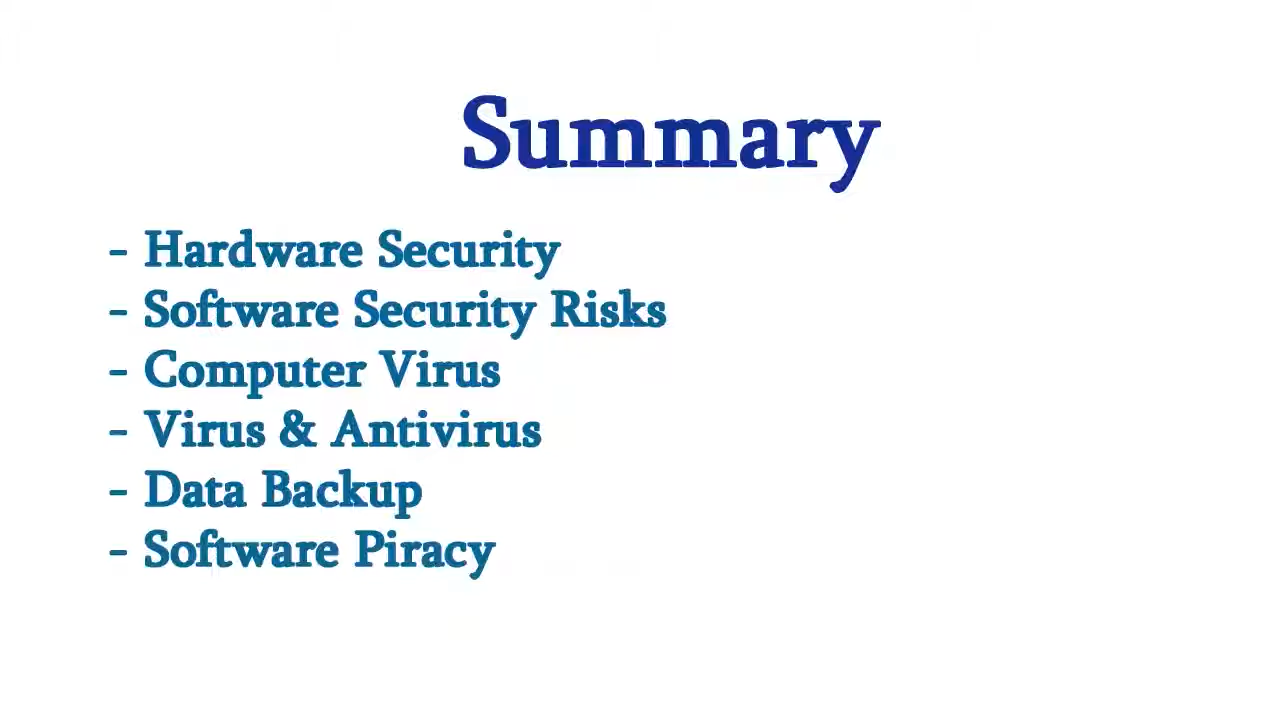 Summary
- Hardware Security
- Software Security Risks
- Computer Virus
- Virus & Antivirus
- Data Backup
- Software Piracy